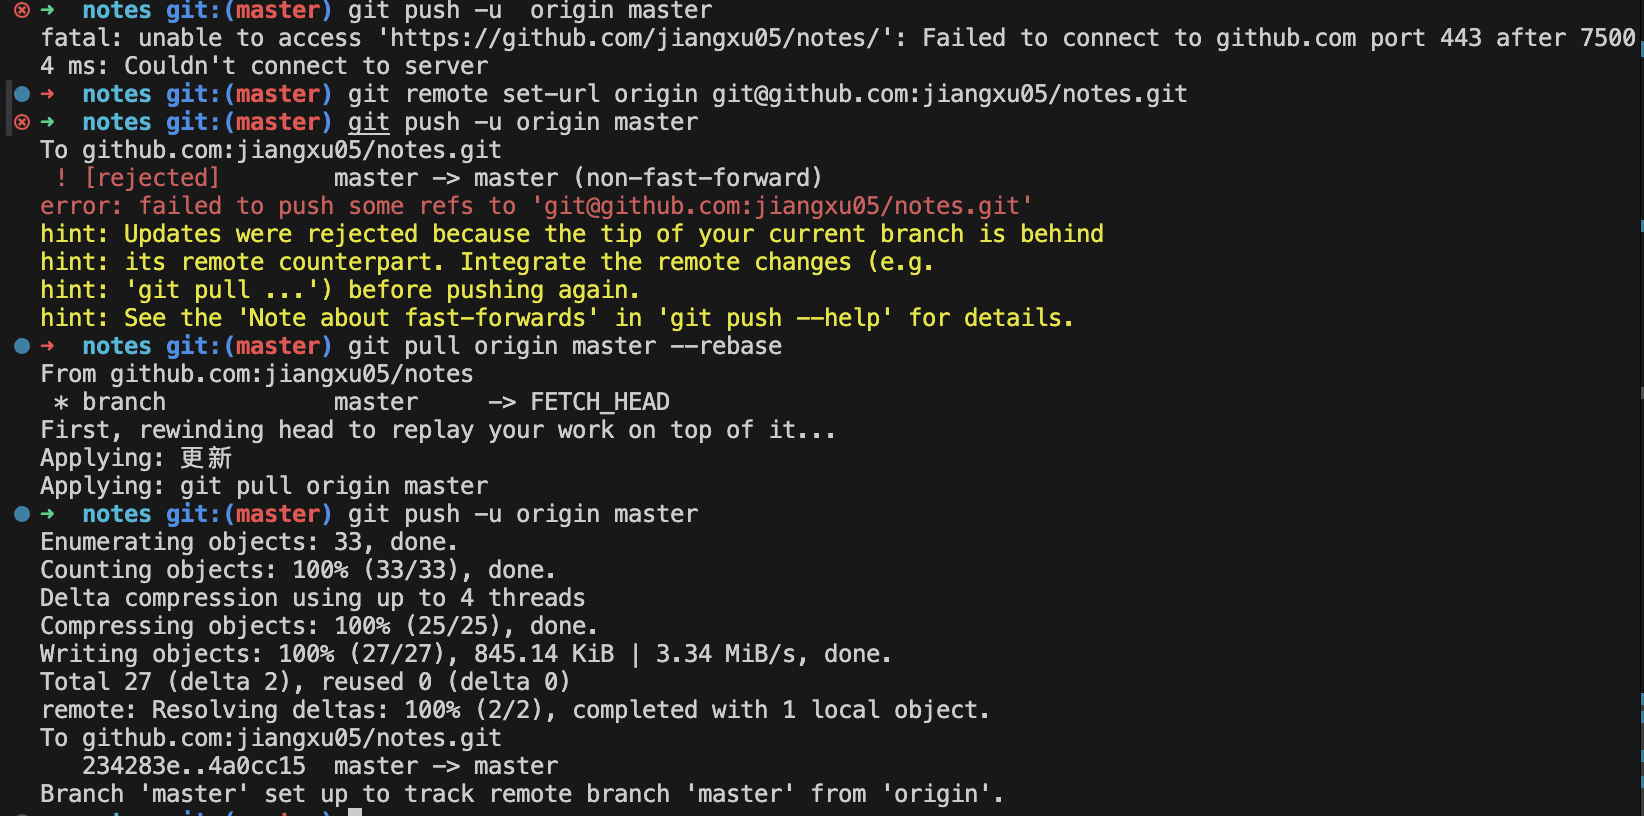 ➜  notes git:(master) git push -u  origin master
fatal: unable to access 'https://github.com/jiangxu05/notes/': Failed to connect to github.com port 443 after 7500
4 ms: Couldn't connect to server
➜  notes git:(master) git remote set-url origin git@github.com:jiangxu05/notes.git
➜  notes git:(master) git push -u origin master
To github.com:jiangxu05/notes.git
 ! [rejected]        master -> master (non-fast-forward)
error: failed to push some refs to 'git@github.com:jiangxu05/notes.git'
hint: Updates were rejected because the tip of your current branch is behind
hint: its remote counterpart. Integrate the remote changes (e.g.
hint: 'git pull ...') before pushing again.
hint: See the 'Note about fast-forwards' in 'git push --help' for details.
➜  notes git:(master) git pull origin master --rebase
From github.com:jiangxu05/notes
 * branch            master     -> FETCH_HEAD
First, rewinding head to replay your work on top of it...
Applying: 更新
Applying: git pull origin master
➜  notes git:(master) git push -u origin master
Enumerating objects: 33, done.
Counting objects: 100% (33/33), done.
Delta compression using up to 4 threads
Compressing objects: 100% (25/25), done.
Writing objects: 100% (27/27), 845.14 KiB | 3.34 MiB/s, done.
Total 27 (delta 2), reused 0 (delta 0)
remote: Resolving deltas: 100% (2/2), completed with 1 local object.
To github.com:jiangxu05/notes.git
   234283e..4a0cc15  master -> master
Branch 'master' set up to track remote branch 'master' from 'origin'.